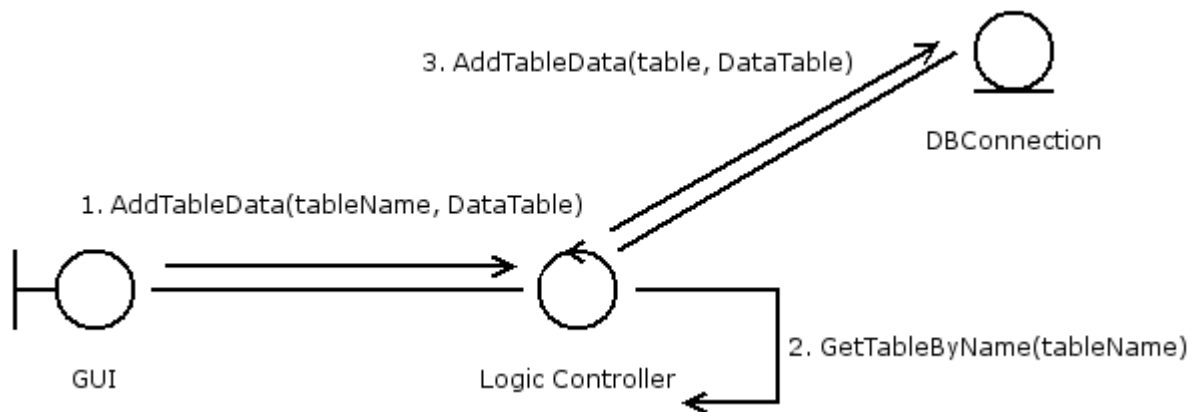 3. AddTableData(table, DataTable)
DBConnection
1. AddTableData(tableName, DataTable)
2. GetTableByName(tableName)
GUI
Logic Controller